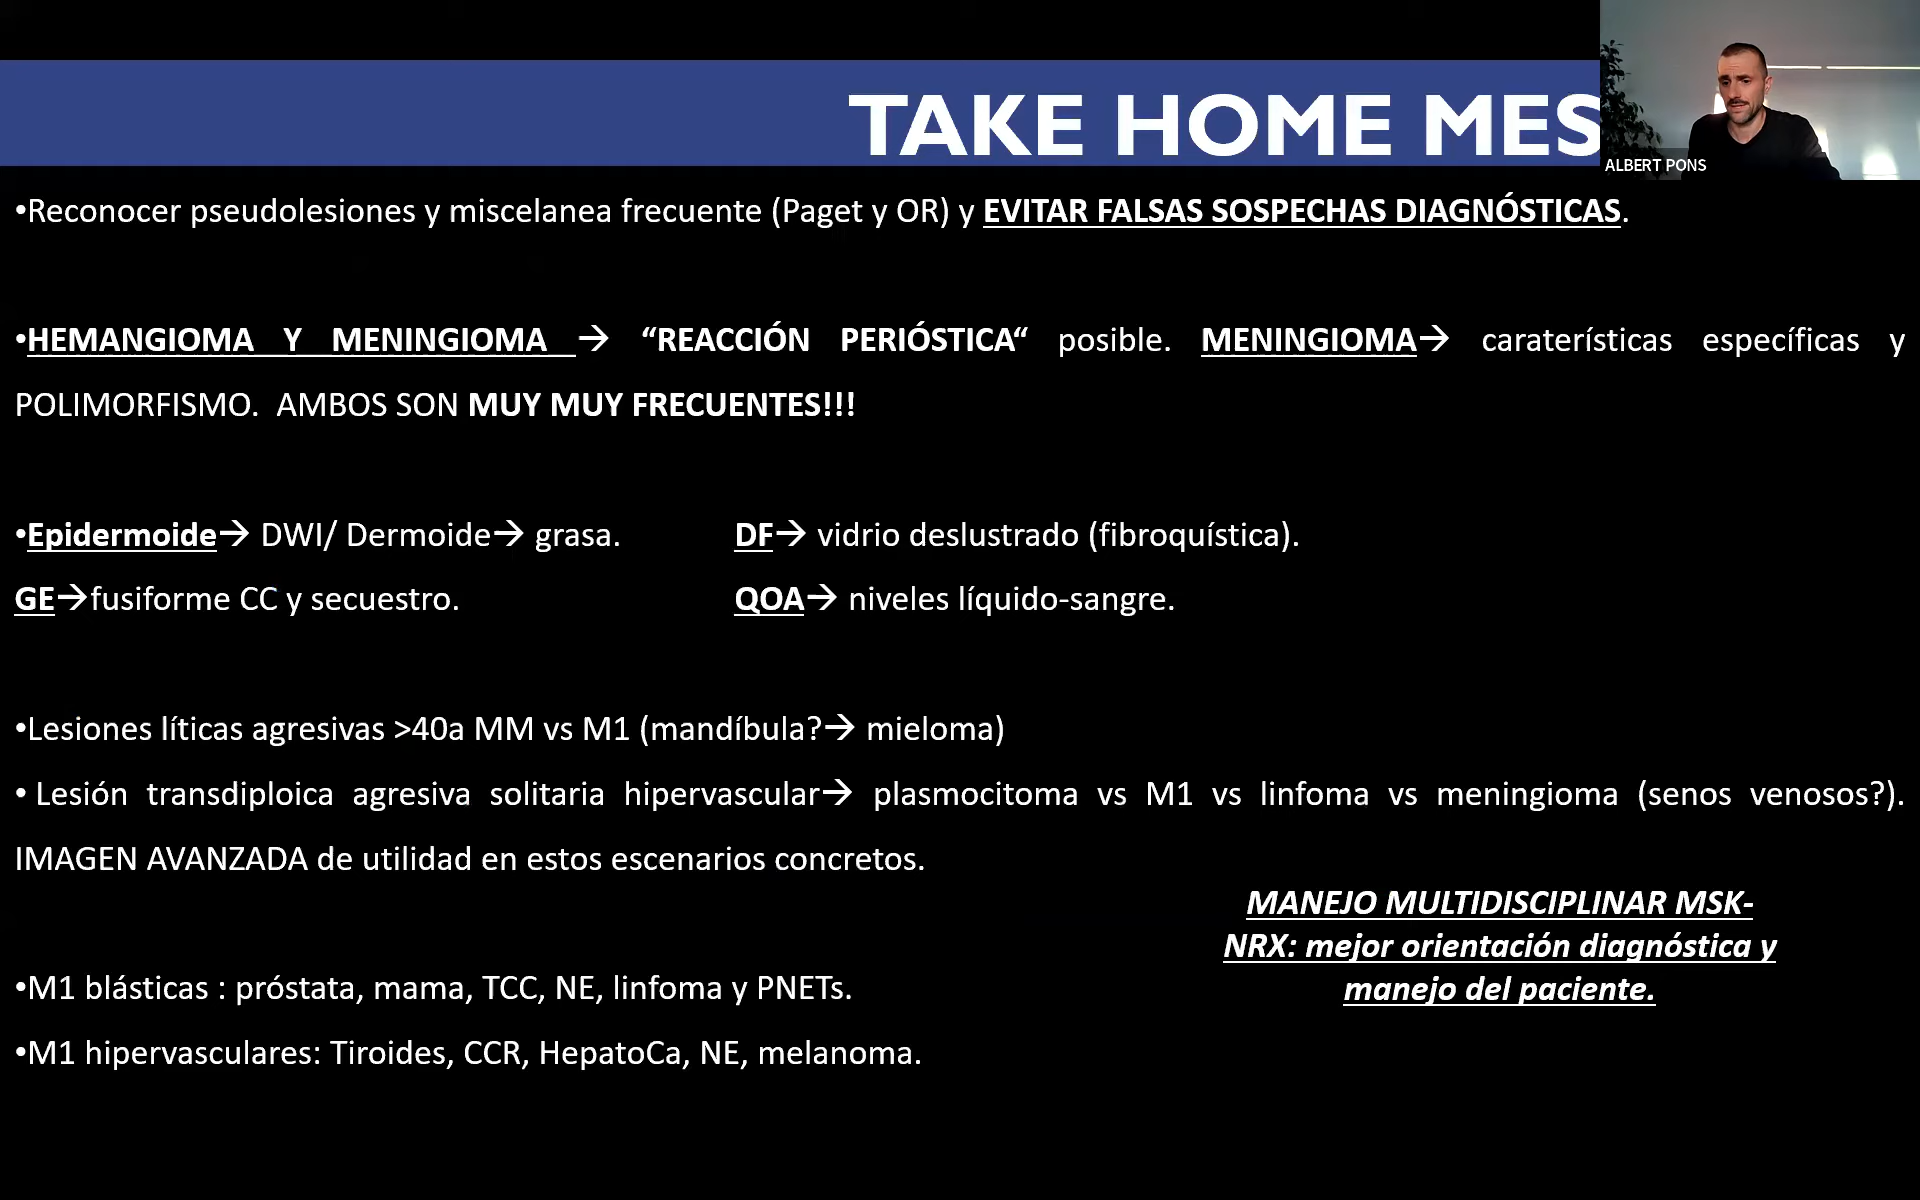 TAKE HOME MES
ALBERT PONS
•Reconocer pseudolesiones y miscelanea frecuente (Paget y OR) y EVITAR FALSAS SOSPECHAS DIAGNÓSTICAS.
•HEMANGIOMA Y MENINGIOMA → “REACCIÓN PERIÓSTICA“ posible. MENINGIOMA→ caraterísticas específicas y
POLIMORFISMO. AMBOS SON MUY MUY FRECUENTES!!!
•Epidermoide→ DWI/ Dermoide→ grasa. DF→ vidrio deslustrado (fibroquística).
GE→fusiforme CC y secuestro. QOA→ niveles líquido-sangre.
•Lesiones líticas agresivas >40a MM vs M1 (mandíbula?→ mieloma)
• Lesión transdiploica agresiva solitaria hipervascular→ plasmocitoma vs M1 vs linfoma vs meningioma (senos venosos?).
IMAGEN AVANZADA de utilidad en estos escenarios concretos.
MANEJO MULTIDISCIPLINAR MSK-
NRX: mejor orientación diagnóstica y
manejo del paciente.
•M1 blásticas : próstata, mama, TCC, NE, linfoma y PNETs.
•M1 hipervasculares: Tiroides, CCR, HepatoCa, NE, melanoma.